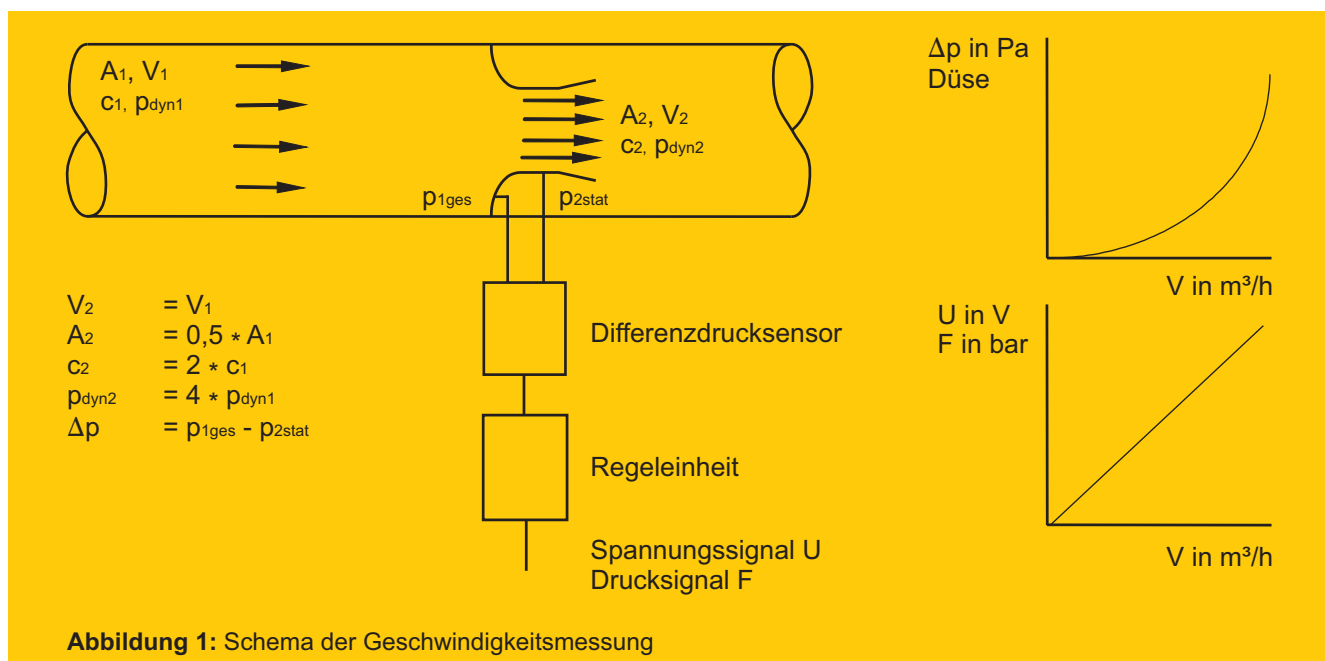 A1, V1
c1, pdyn1
A2, V2
c2, pdyn2
p1ges
p2stat
V2 = V1
A2 = 0,5 * A1
c2 = 2 * c1
pdyn2 = 4 * pdyn1
Δp = p1ges - p2stat
Differenzdrucksensor
Regeleinheit
Spannungssignal U
Drucksignal F
Δp in Pa
Düse
V in m³/h
U in V
F in bar
V in m³/h
Abbildung 1: Schema der Geschwindigkeitsmessung